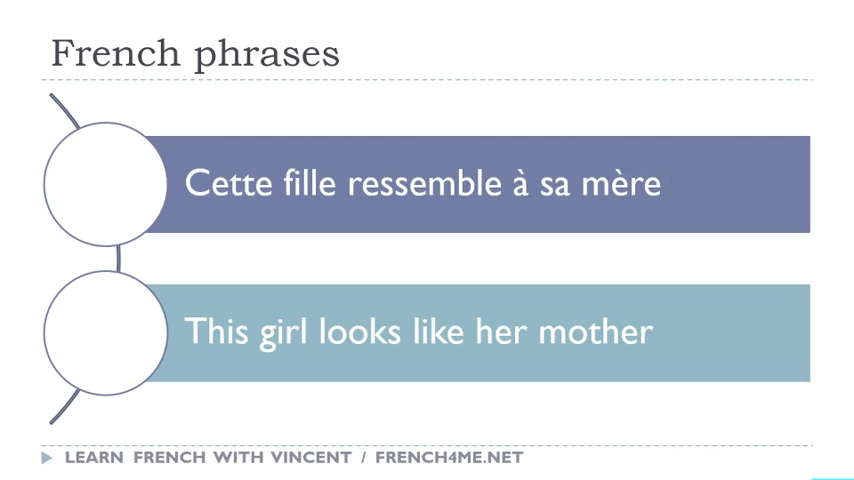 French phrases
Cette fille ressemble à sa mère
This girl looks like her mother
LEARN FRENCH WITH VINCENT / FRENCH4ME.NET